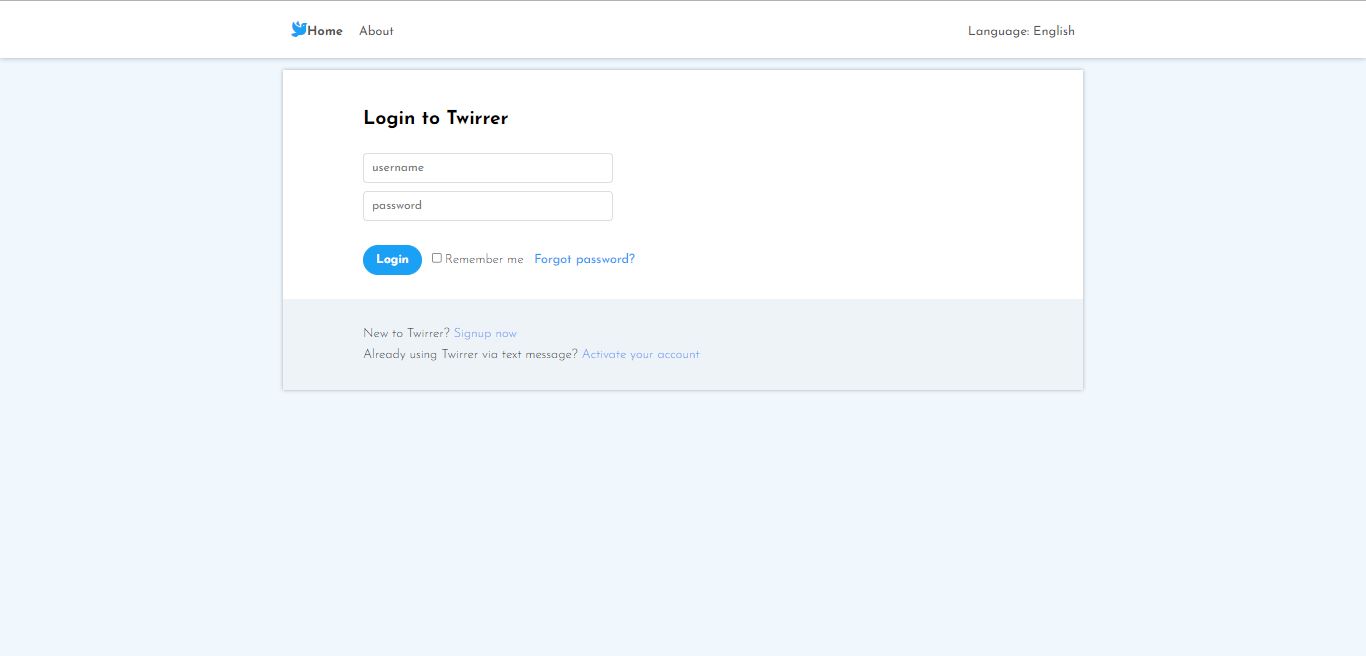 Home About Language: English
Login to Twirrer
username
password
Login Remember me Forgot password?
New to Twirrer? Signup now
Already using Twirrer via text message? Activate your account